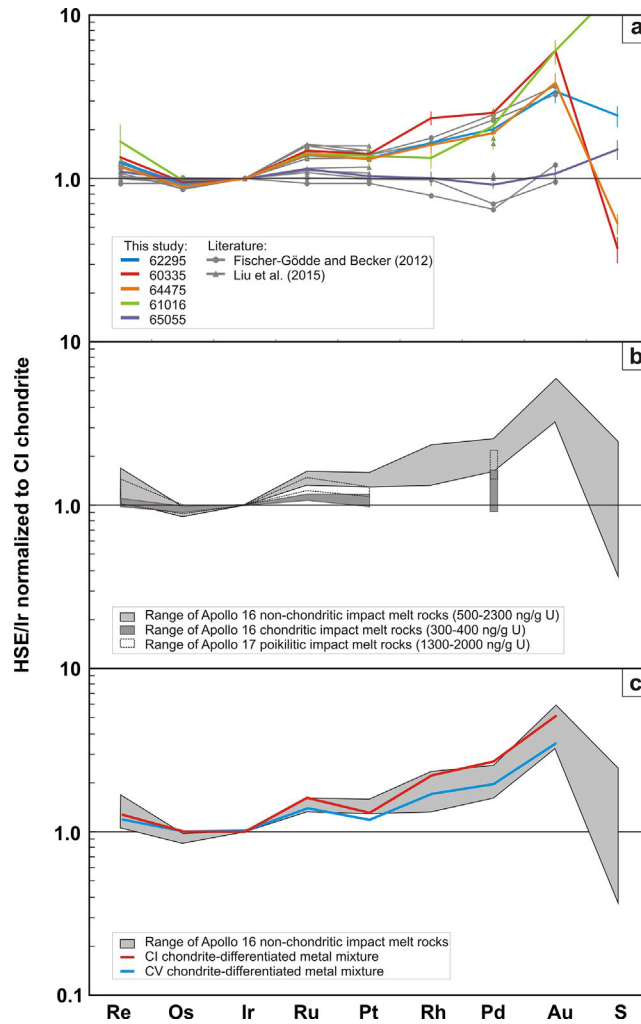 HSE/Ir normalized to CI chondrite
10
a
1.0
This study:
62295
60335
64475
61016
65055
Literature:
Fischer-Gödde and Becker (2012)
Liu et al. (2015)
10
b
1.0
Range of Apollo 16 non-chondritic impact melt rocks (500-2300 ng/g U)
Range of Apollo 16 chondritic impact melt rocks (300-400 ng/g U)
Range of Apollo 17 poikilitic impact melt rocks (1300-2000 ng/g U)
10
c
1.0
Range of Apollo 16 non-chondritic impact melt rocks
CI chondrite-differentiated metal mixture
CV chondrite-differentiated metal mixture
0.1
Re Os Ir Ru Pt Rh Pd Au S